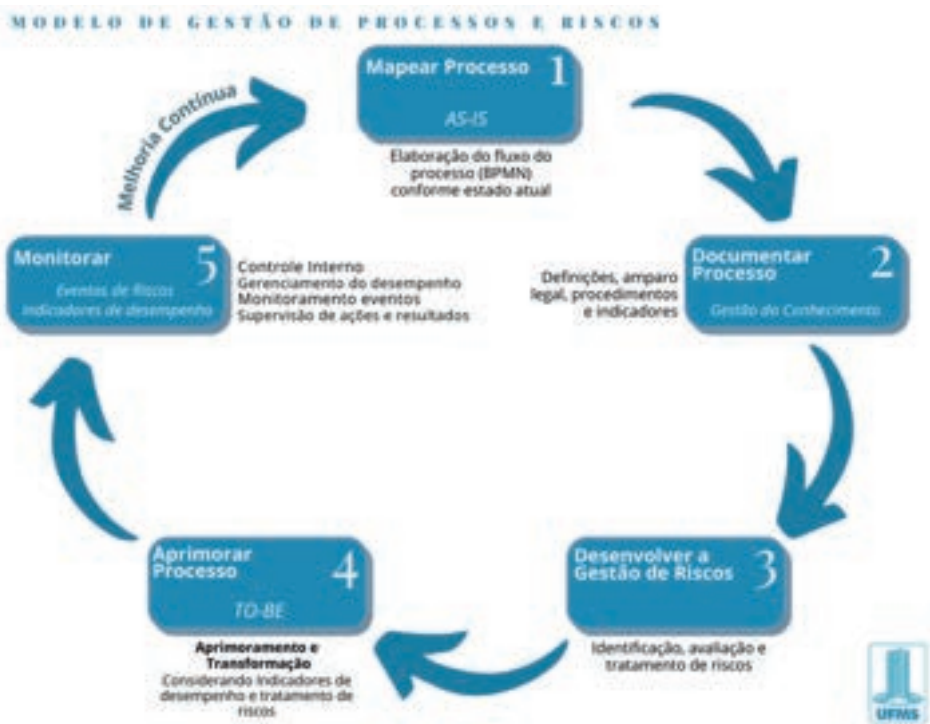 MODELO DE GESTÃO DE PROCESSOS E RISCOS
Mapear Processo 1
AS-IS
Elaboração do fluxo do
processo (BPMN)
conforme estado atual
Documentar
Processo 2
Gestão do Conhecimento
Definições, amparo
legal, procedimentos
e indicadores
Desenvolver a
Gestão de Riscos 3
Identificação, avaliação e
tratamento de riscos
Aprimorar
Processo 4
TO-BE
Aprimoramento e
Transformação
Considerando Indicadores de
desempenho e tratamento de
riscos
Monitorar 5
Eventos de Riscos
Indicadores de desempenho
Controle Interno
Gerenciamento do desempenho
Monitoramento eventos
Supervisão de ações e resultados
Melhoria Contínua
UFMS